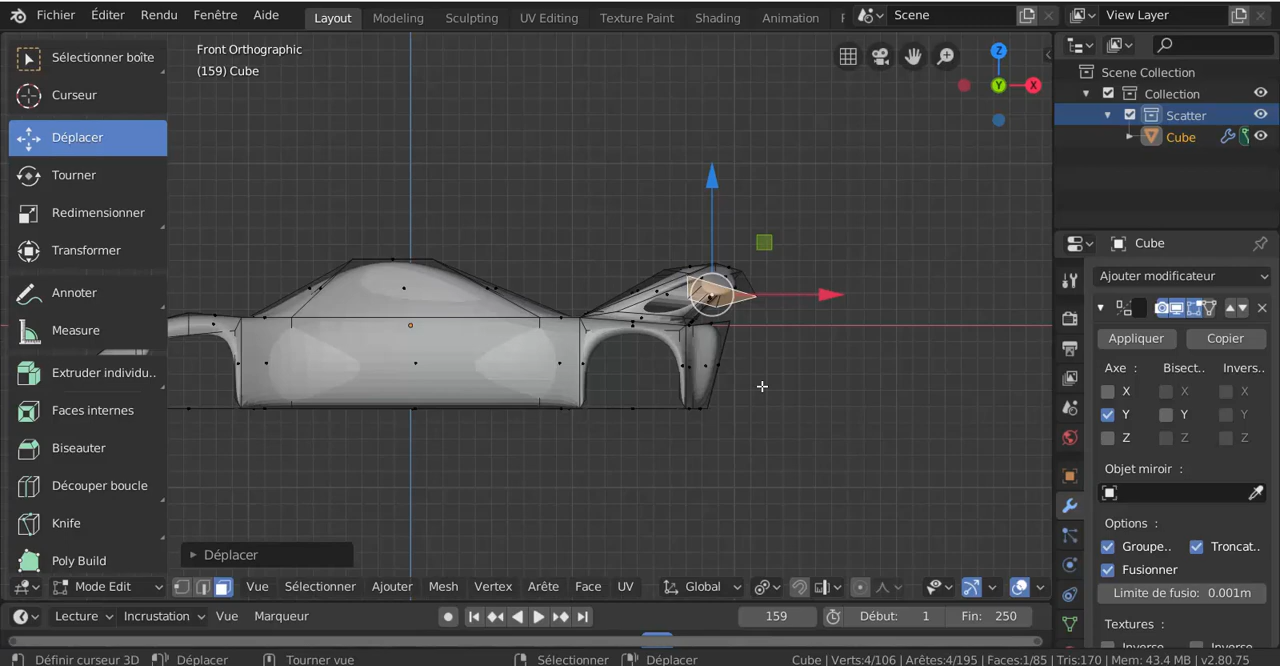 Fichier Éditer Rendu Fenêtre Aide Layout Modeling Sculpting UV Editing Texture Paint Shading Animation Scene View Layer
Sélectionner boîte
Curseur
Déplacer
Tourner
Redimensionner
Transformer
Annoter
Measure
Extruder individu..
Faces internes
Biseauter
Découper boucle
Knife
Poly Build
Front Orthographic
(159) Cube
Z
Y
X
Déplacer
Scene Collection
Collection
Scatter
Cube
Cube
Ajouter modificateur
Appliquer Copier
Axe : Bisect... Invers...
X X X
Y Y Y
Z Z Z
Objet miroir :
Options :
Groupe.. Troncat..
Fusionner
Limite de fusio: 0.001m
Textures :
Inverse Inverse
Mode Edit Vue Sélectionner Ajouter Mesh Vertex Arête Face UV Global
Lecture Incrustation Vue Marqueur 159 Début: 1 Fin: 250
Définir curseur 3D Déplacer Tourner vue Sélectionner Déplacer Cube | Verts:4/106 | Arêtes:4/195 | Faces:1/85 | Tris:170 | Mem: 43.4 MB | v2.80.75